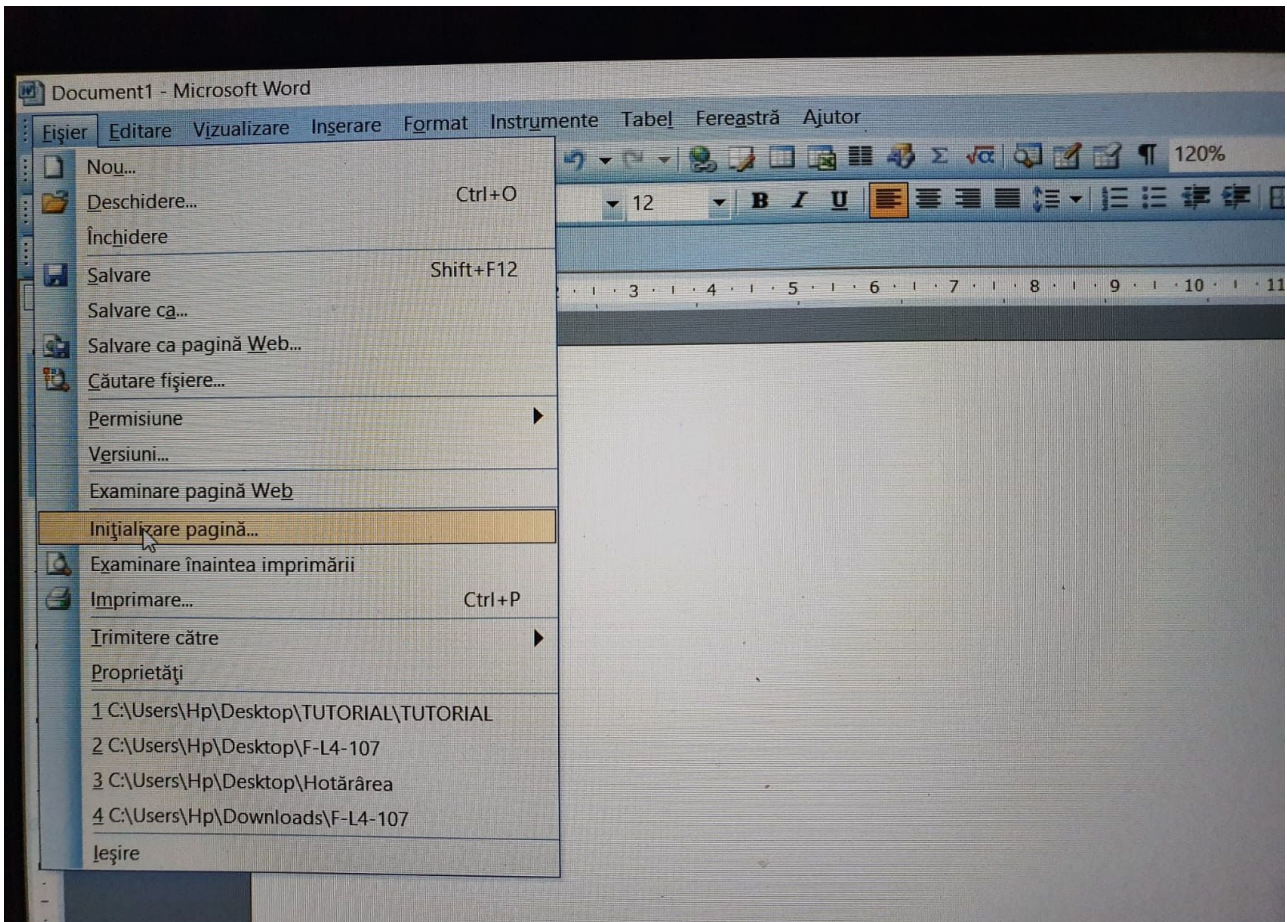 Document1 - Microsoft Word
Fişier Editare Vizualizare Inserare Format Instrumente Tabel Fereastră Ajutor
120%
12
B I U
Nou...
Deschidere... Ctrl+O
Închidere
Salvare Shift+F12
Salvare ca...
Salvare ca pagină Web...
Căutare fişiere...
Permisiune
Versiuni...
Examinare pagină Web
Iniţializare pagină...
Examinare înaintea imprimării
Imprimare... Ctrl+P
Trimitere către
Proprietăţi
1 C:\Users\Hp\Desktop\TUTORIAL\TUTORIAL
2 C:\Users\Hp\Desktop\F-L4-107
3 C:\Users\Hp\Desktop\Hotărârea
4 C:\Users\Hp\Downloads\F-L4-107
Ieşire
3 4 5 6 7 8 9 10 11